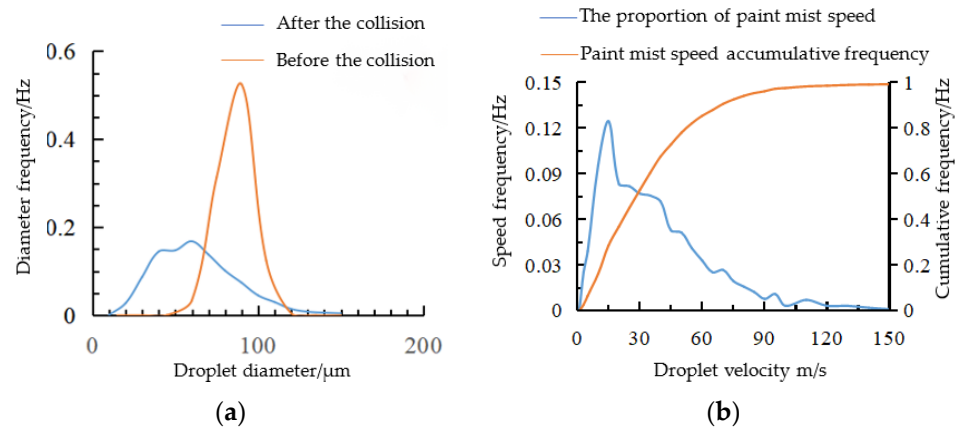 After the collision
Before the collision
0.6
0.4
0.2
0
0
100
200
Diameter frequency/Hz
Droplet diameter/μm
(a)
The proportion of paint mist speed
Paint mist speed accumulative frequency
0.15
0.12
0.09
0.06
0.03
0
1
0.8
0.6
0.4
0.2
0
0
30
60
90
120
150
Speed frequency/Hz
Cumulative frequency/Hz
Droplet velocity m/s
(b)